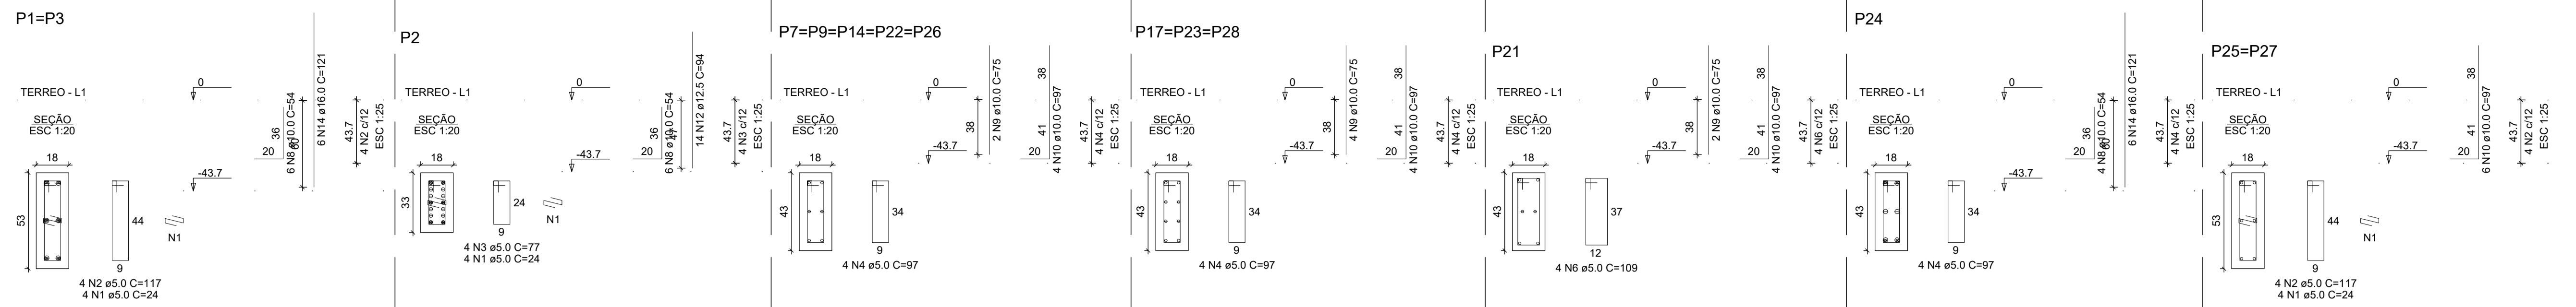 P1=P3
TERREO - L1
SEÇÃO
ESC 1:20
0
-43.7
18
53
44
9
N1
4 N2 ø5.0 C=117
4 N1 ø5.0 C=24
20
36
6 N8 ø10.0 C=54
60
6 N14 ø16.0 C=121
43.7
4 N2 c/12
ESC 1:25
P2
TERREO - L1
SEÇÃO
ESC 1:20
0
-43.7
18
33
24
9
N1
4 N3 ø5.0 C=77
4 N1 ø5.0 C=24
20
36
6 N8 ø10.0 C=54
14 N12 ø12.5 C=94
43.7
4 N3 c/12
ESC 1:25
P7=P9=P14=P22=P26
TERREO - L1
SEÇÃO
ESC 1:20
0
-43.7
18
43
34
9
4 N4 ø5.0 C=97
38
2 N9 ø10.0 C=75
38
41
20
4 N10 ø10.0 C=97
43.7
4 N4 c/12
ESC 1:25
P17=P23=P28
TERREO - L1
SEÇÃO
ESC 1:20
0
-43.7
18
43
34
9
4 N4 ø5.0 C=97
38
4 N9 ø10.0 C=75
38
41
20
4 N10 ø10.0 C=97
43.7
4 N4 c/12
ESC 1:25
P21
TERREO - L1
SEÇÃO
ESC 1:20
0
-43.7
18
43
37
12
4 N6 ø5.0 C=109
38
2 N9 ø10.0 C=75
38
41
20
4 N10 ø10.0 C=97
43.7
4 N6 c/12
ESC 1:25
P24
TERREO - L1
SEÇÃO
ESC 1:20
0
-43.7
18
43
34
9
4 N4 ø5.0 C=97
20
36
4 N8 ø10.0 C=54
60
6 N14 ø16.0 C=121
43.7
4 N4 c/12
ESC 1:25
P25=P27
TERREO - L1
SEÇÃO
ESC 1:20
0
-43.7
18
53
44
9
N1
4 N2 ø5.0 C=117
4 N1 ø5.0 C=24
38
41
20
6 N10 ø10.0 C=97
43.7
4 N2 c/12
ESC 1:25